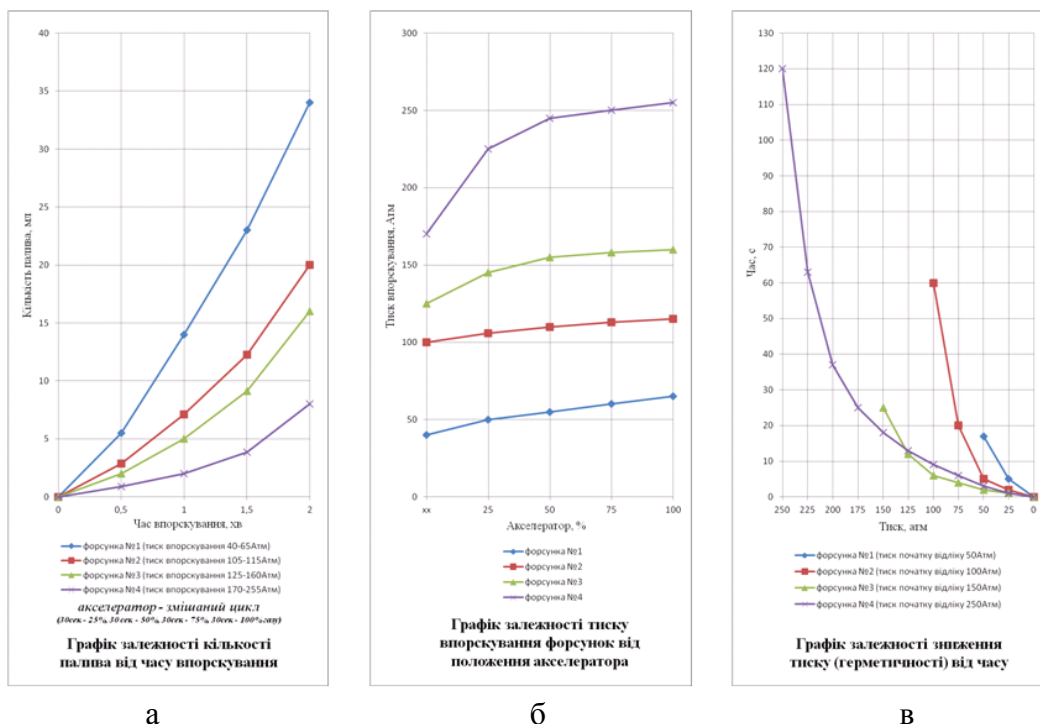 40
35
30
25
20
15
10
5
0
Кількість палива, мл
0
0,5
1
1,5
2
Час впорскування, хв
форсунка №1 (тиск впорскування 40-65Атм)
форсунка №2 (тиск впорскування 105-115Атм)
форсунка №3 (тиск впорскування 125-160Атм)
форсунка №4 (тиск впорскування 170-255Атм)
акселератор - змішаний цикл
(30сек - 25%, 30сек - 50%, 30сек - 75%, 30сек - 100%газу)
Графік залежності кількості
палива від часу впорскування
300
250
200
150
100
50
0
Тиск впорскування, Атм
хх
25
50
75
100
Акселератор, %
форсунка №1
форсунка №2
форсунка №3
форсунка №4
Графік залежності тиску
впорскування форсунок від
положення акселератора
130
120
110
100
90
80
70
60
50
40
30
20
10
0
Час, с
250
225
200
175
150
125
100
75
50
25
0
Тиск, атм
форсунка №1 (тиск початку відліку 50Атм)
форсунка №2 (тиск початку відліку 100Атм)
форсунка №3 (тиск початку відліку 150Атм)
форсунка №4 (тиск початку відліку 250Атм)
Графік залежності зниження
тиску (герметичності) від часу
а
б
в